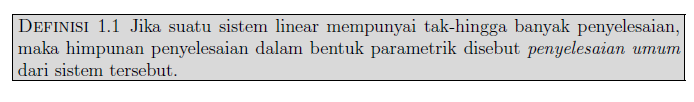 DEFINISI 1.1 Jika suatu sistem linear mempunyai tak-hingga banyak penyelesaian,
maka himpunan penyelesaian dalam bentuk parametrik disebut penyelesaian umum
dari sistem tersebut.